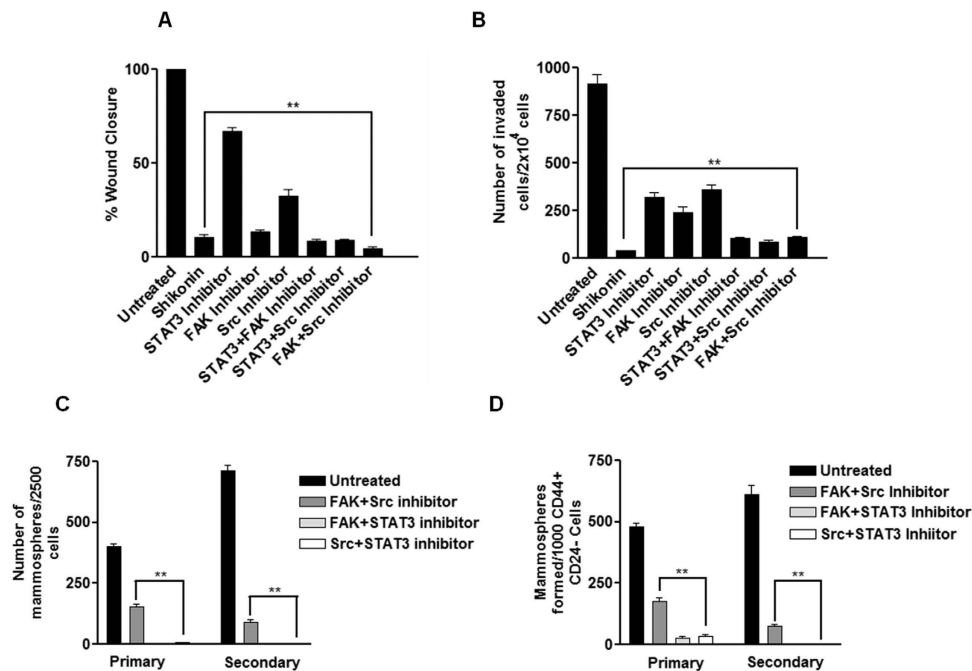 A
% Wound Closure
100
50
0
**
Untreated
Shikonin
STAT3 Inhibitor
FAK Inhibitor
Src Inhibitor
STAT3+FAK Inhibitor
STAT3+Src Inhibitor
FAK+Src Inhibitor
B
Number of invaded
cells/2x10⁴ cells
1000
750
500
250
0
**
Untreated
Shikonin
STAT3 Inhibitor
FAK Inhibitor
Src Inhibitor
STAT3+FAK Inhibitor
STAT3+Src Inhibitor
FAK+Src Inhibitor
C
Number of
mammospheres/2500
cells
750
500
250
0
**
**
Primary
Secondary
Untreated
FAK+Src inhibitor
FAK+STAT3 inhibitor
Src+STAT3 inhibitor
D
Mammospheres
formed/1000 CD44+
CD24- Cells
750
500
250
0
**
**
Primary
Secondary
Untreated
FAK+Src Inhibitor
FAK+STAT3 Inhibitor
Src+STAT3 Inhiitor